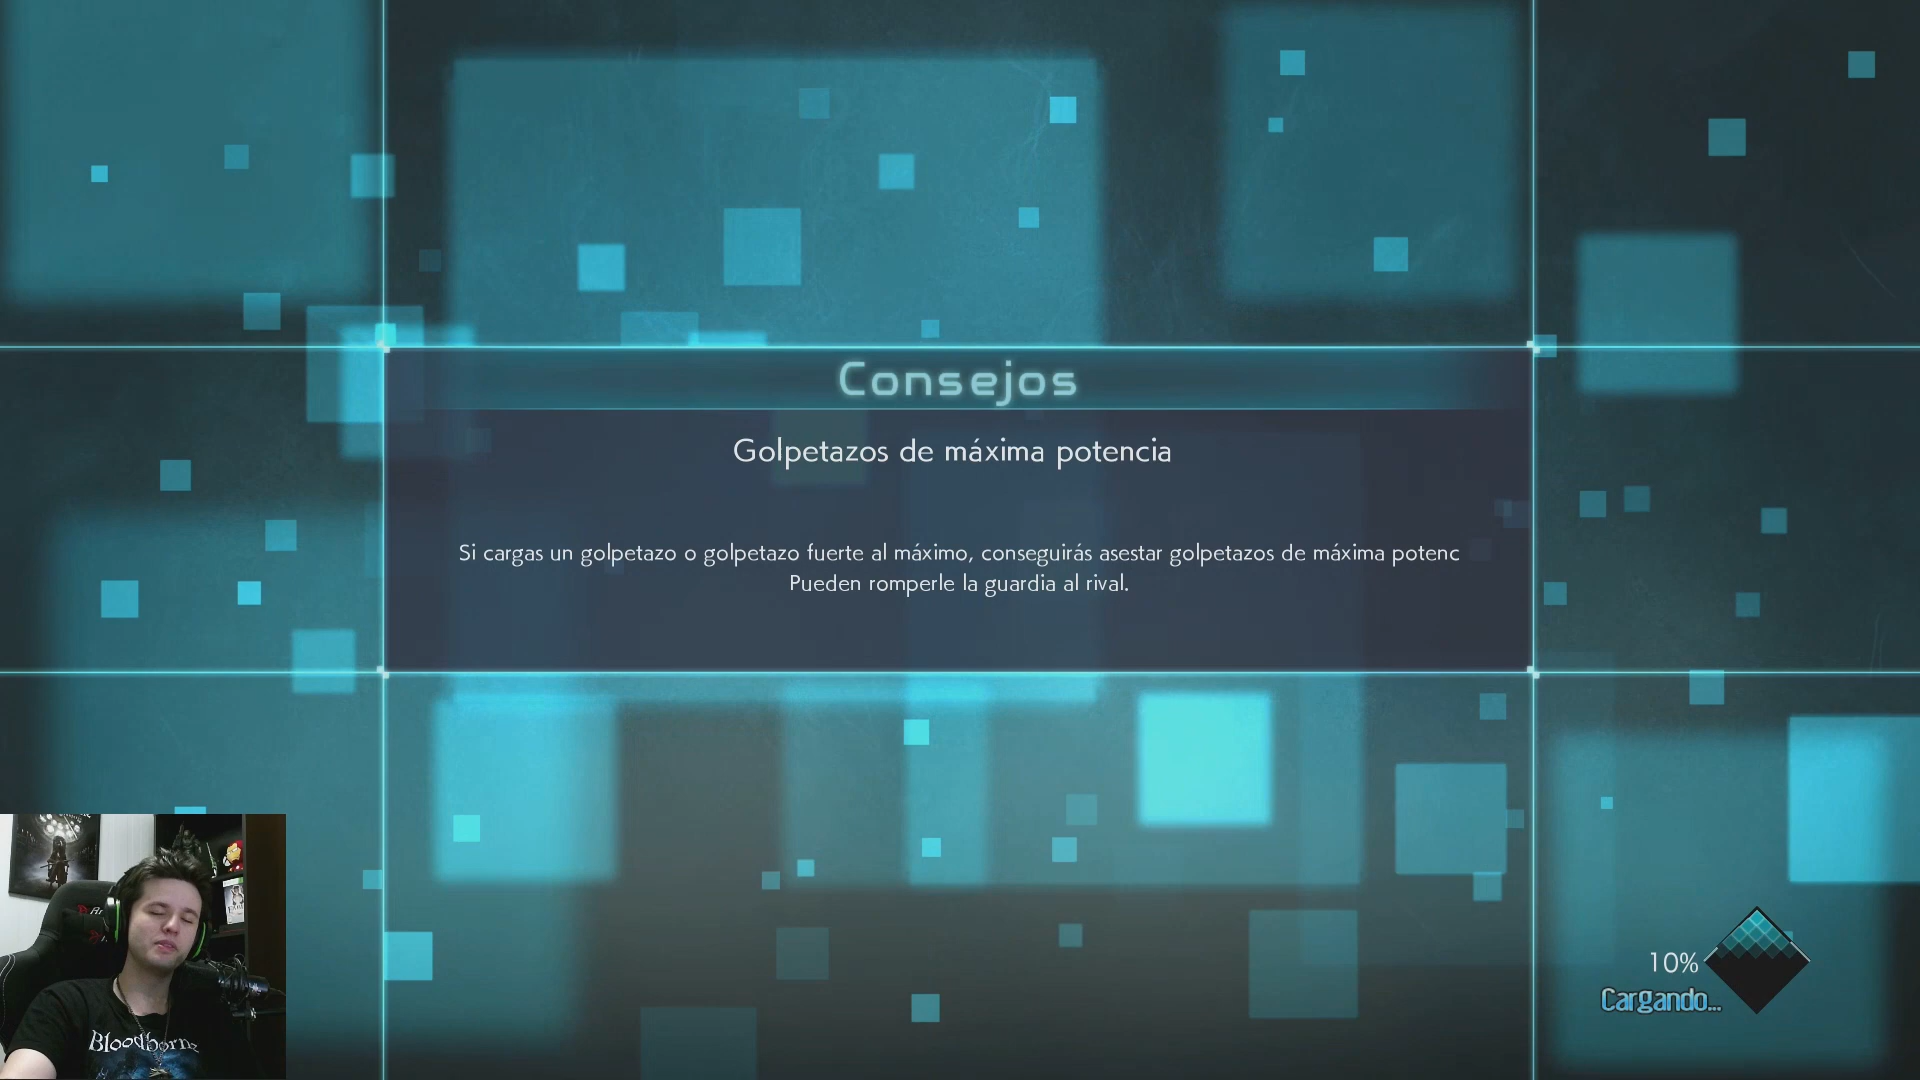 Consejos
Golpetazos de máxima potencia
Si cargas un golpetazo o golpetazo fuerte al máximo, conseguirás asestar golpetazos de máxima potenc
Pueden romperle la guardia al rival.
10%
Cargando...
Bloodborne